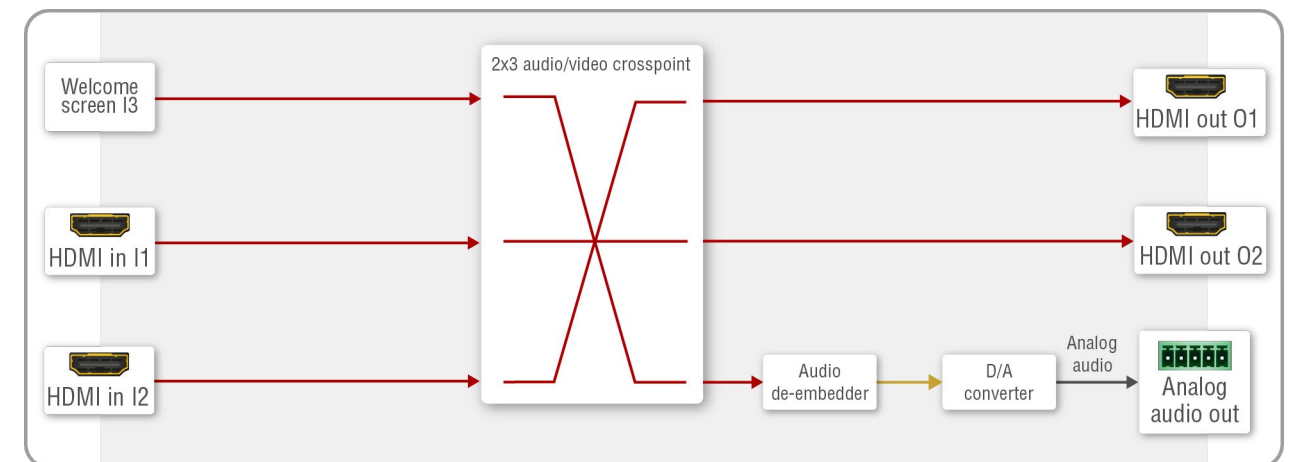 2x3 audio/video crosspoint
Welcome
screen I3
HDMI in I1
HDMI in I2
HDMI out O1
HDMI out O2
Audio
de-embedder
D/A
converter
Analog
audio
Analog
audio out